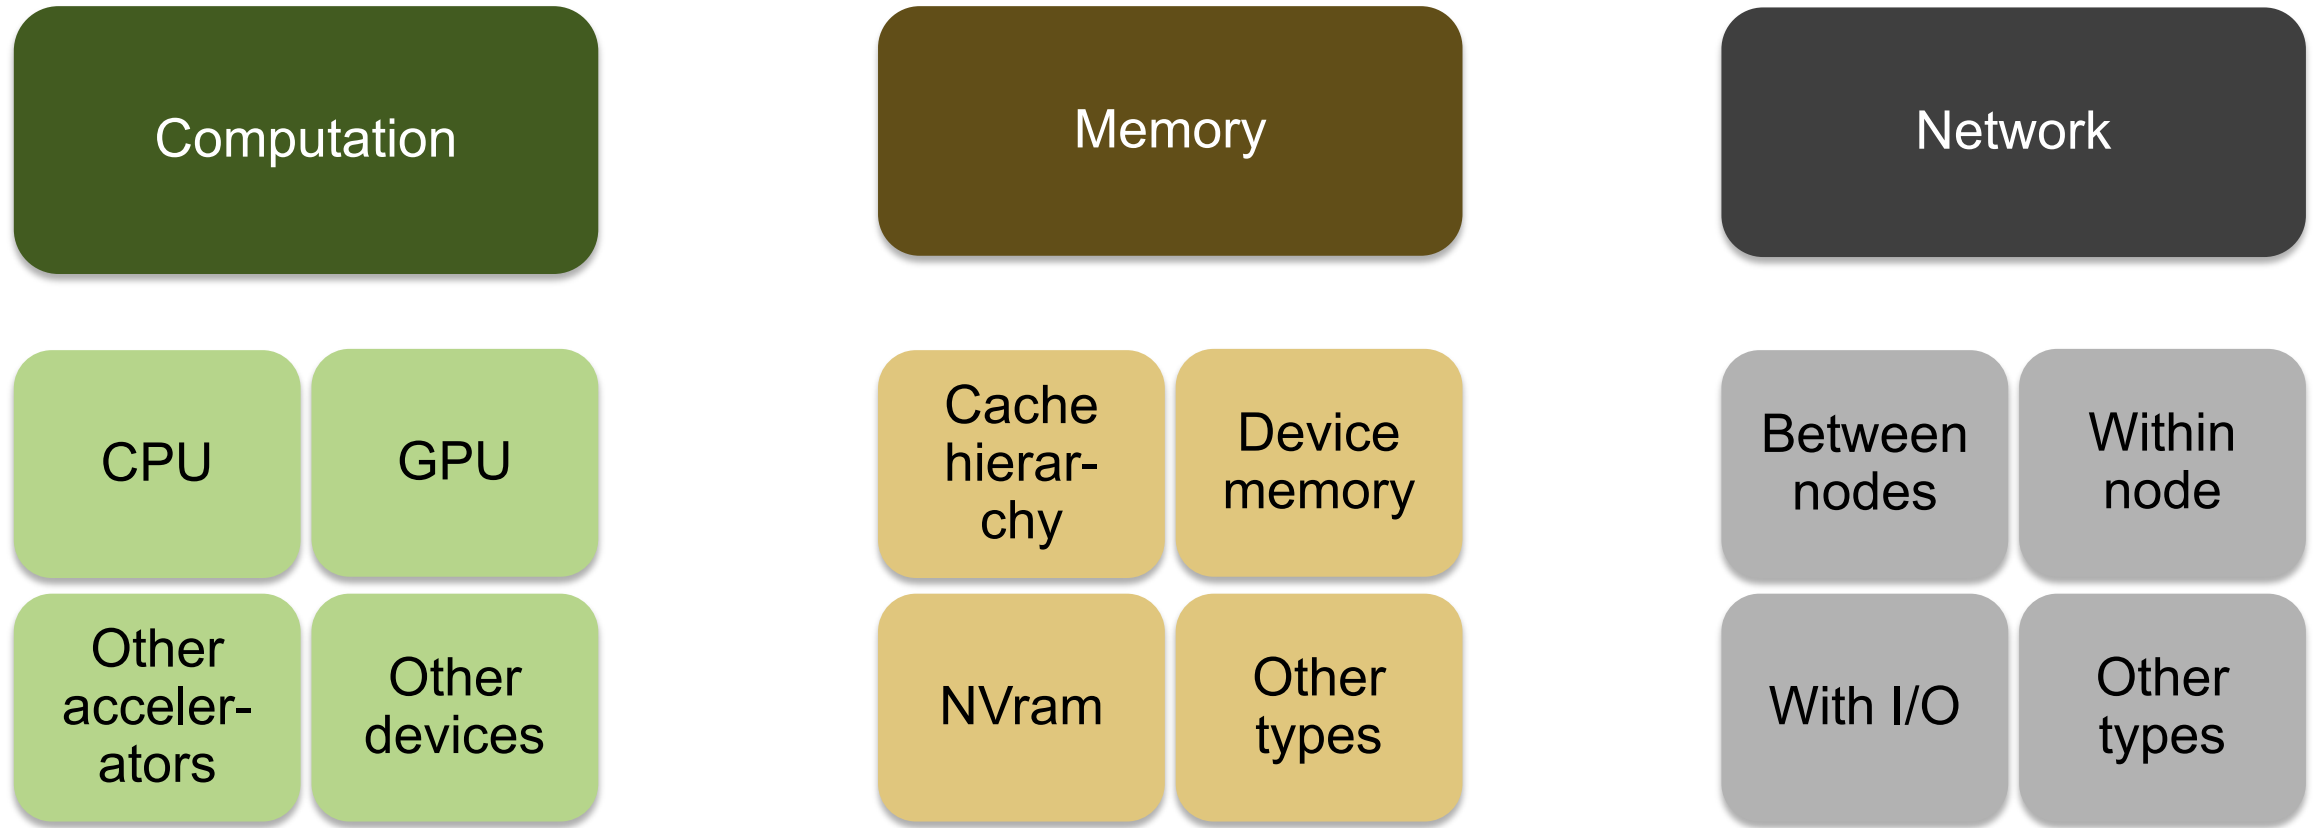 Computation
CPU
GPU
Other
acceler-
ators
Other
devices
Memory
Cache
hierar-
chy
Device
memory
NVram
Other
types
Network
Between
nodes
Within
node
With I/O
Other
types